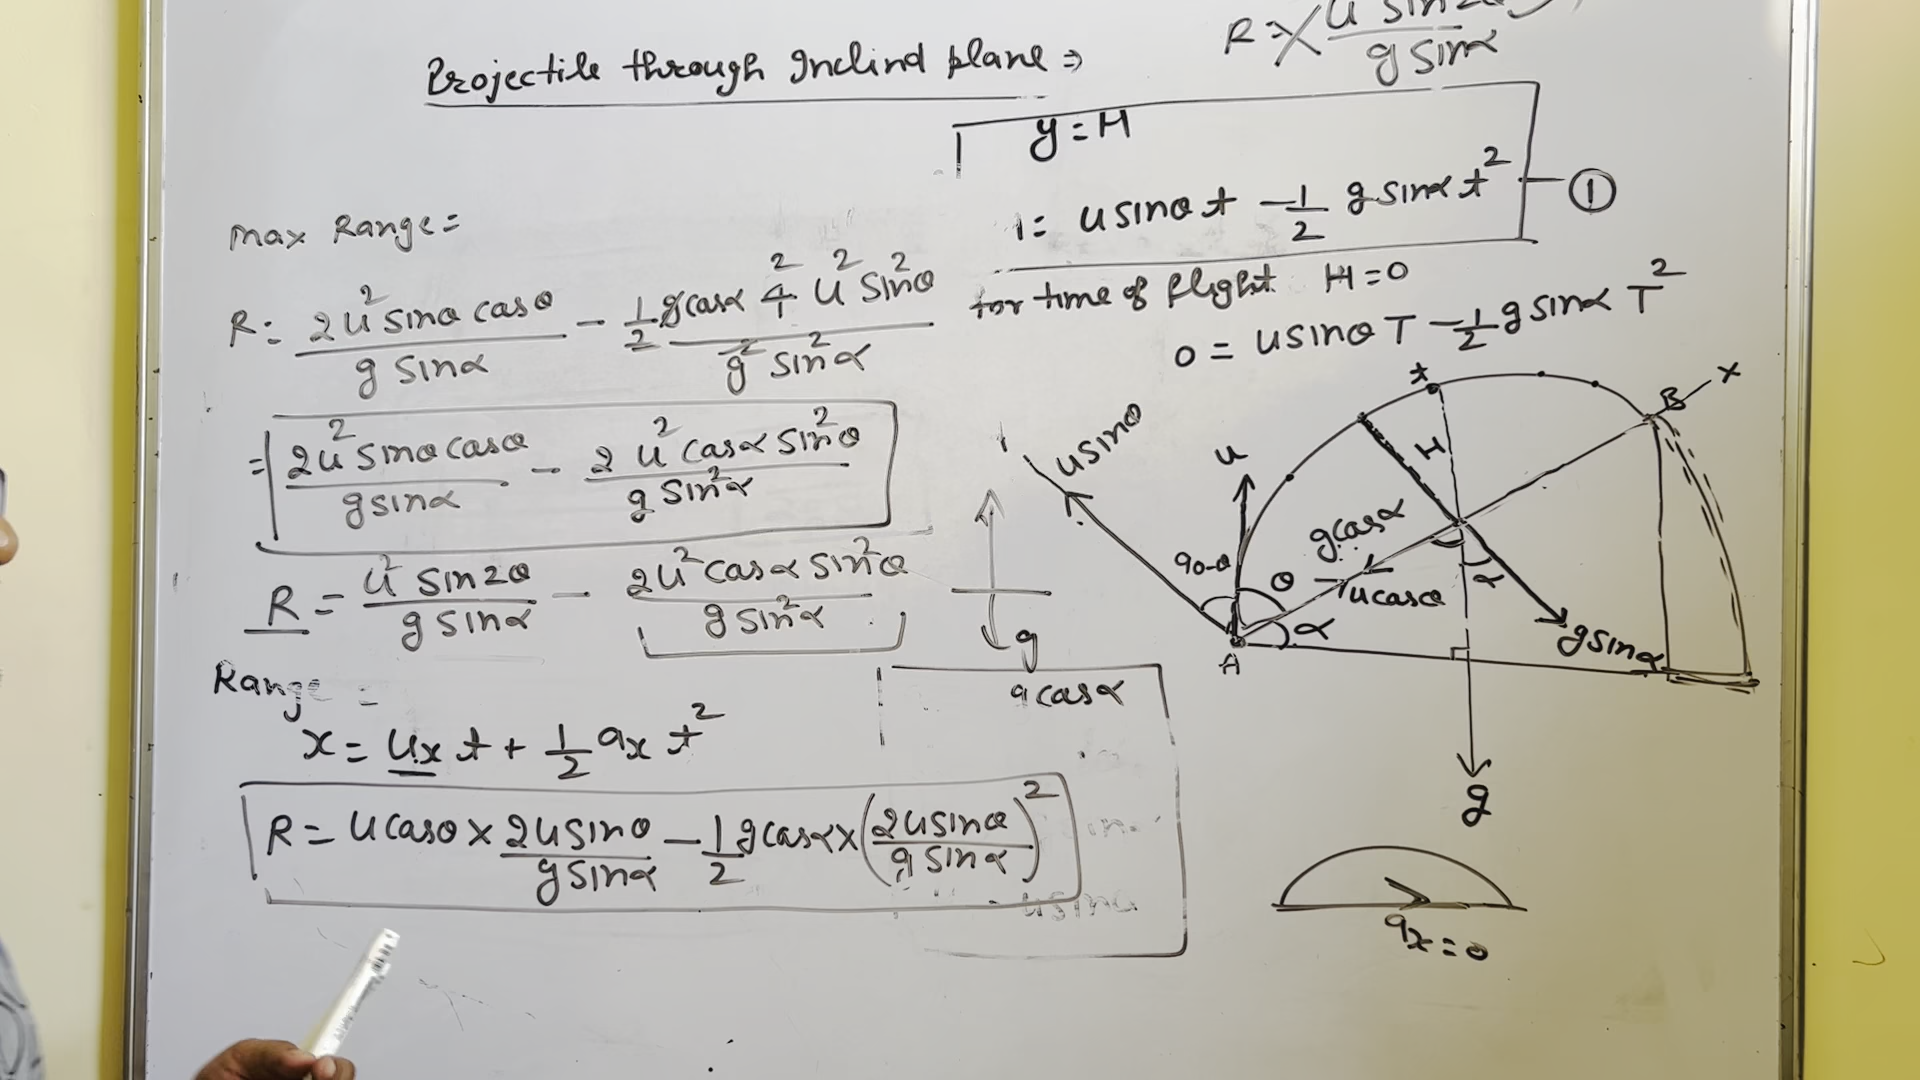 Projectile through Inclind plane ⇒
R ⇒ u sin2
g sinα
y = H
= u sinθ t - 1/2 g sinα t² - ①
for time of flight H = 0
0 = u sinθ T - 1/2 g sinα T²
max Range =
R = 2u² sinθ cosθ / g sinα - 1/2 g cosα 4² u² sin²θ / g² sin²α
= 2u² sinθ cosθ / g sinα - 2u² cosα sin²θ / g sin²α
R = u² sin2θ / g sinα - 2u² cosα sin²θ / g sin²α
Range =
x = ux t + 1/2 ax t²
R = u cosθ × 2u sinθ / g sinα - 1/2 g cosα × (2u sinθ / g sinα)²
g
g cosα
u sinθ
u
90-θ
θ
α
A
t
H
B
x
g cosα
u cosθ
α
g sinα
g
ax = 0